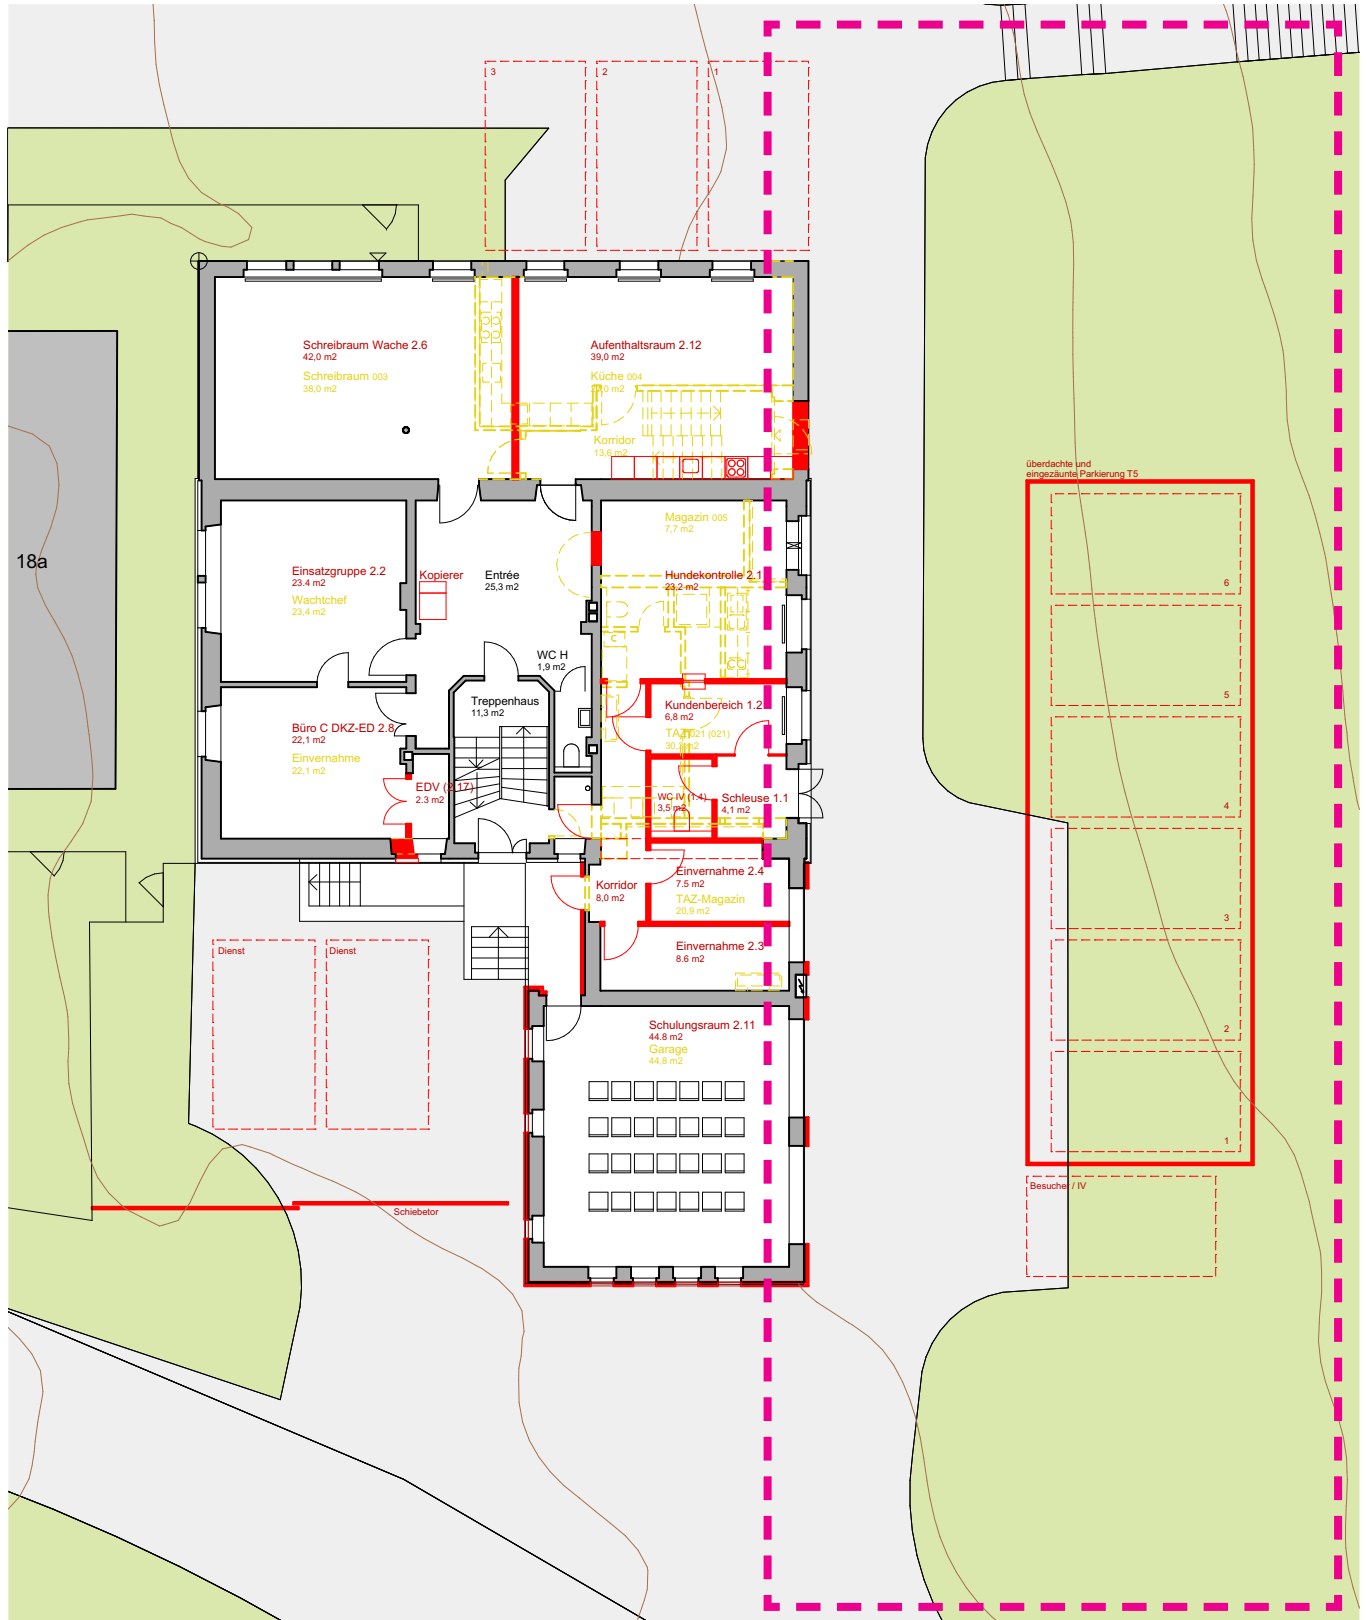 3
2
1
Schreibraum Wache 2.6
42,0 m2
Schreibraum 003
38,0 m2
Aufenthaltsraum 2.12
39,0 m2
Küche 004
Korridor
13,6 m2
überdachte und
eingezäunte Parkierung T5
Magazin 005
7,7 m2
18a
Einsatzgruppe 2.2
23.4 m2
Wachtchef
23,4 m2
Kopierer
Entrée
25,3 m2
Hundekontrolle 2.1
23,2 m2
6
WC H
1,9 m2
C
Treppenhaus
11,3 m2
5
Büro C DKZ-ED 2.8
22,1 m2
Einvernahme
22,1 m2
Kundenbereich 1.2
6,8 m2
TAZ 021 (021)
EDV (2.17)
2.3 m2
WC IV (1.4)
3,5 m2
Schleuse 1.1
4,1 m2
4
Korridor
8,0 m2
Einvernahme 2.4
7.5 m2
TAZ-Magazin
20,9 m2
3
Dienst
Dienst
Einvernahme 2.3
8.6 m2
Schulungsraum 2.11
44.8 m2
Garage
44,8 m2
2
1
Besucher / IV
Schiebetor